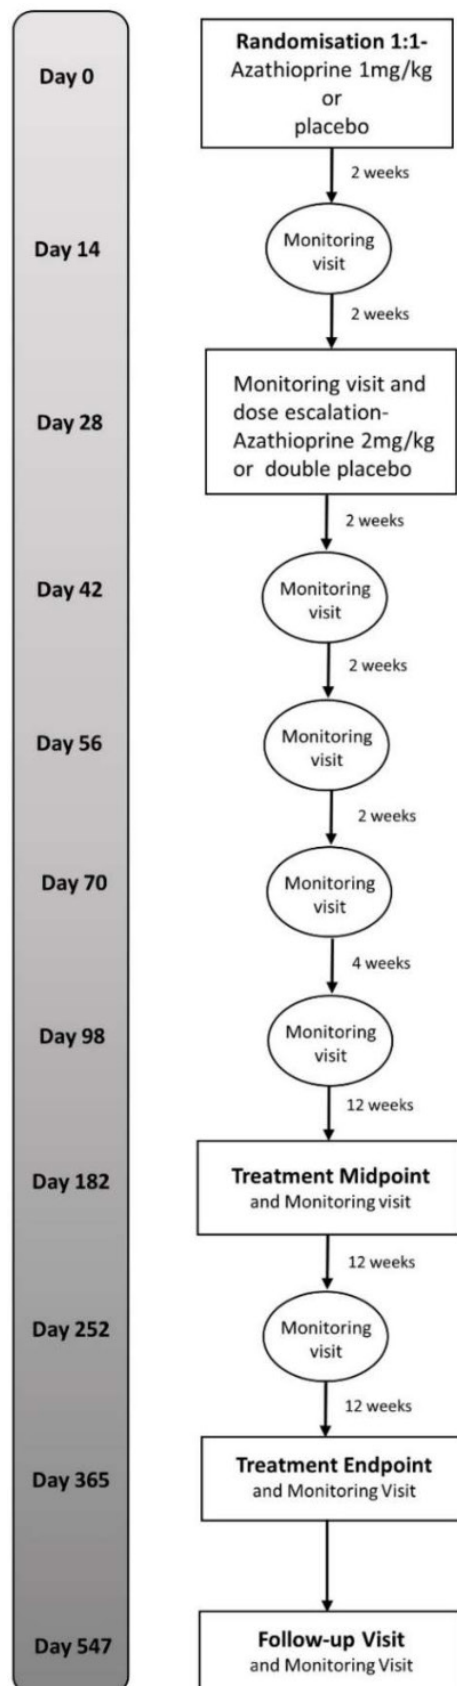 Day 0
Randomisation 1:1-
Azathioprine 1mg/kg
or
placebo
2 weeks
Day 14
Monitoring
visit
2 weeks
Day 28
Monitoring visit and
dose escalation-
Azathioprine 2mg/kg
or double placebo
2 weeks
Day 42
Monitoring
visit
2 weeks
Day 56
Monitoring
visit
2 weeks
Day 70
Monitoring
visit
4 weeks
Day 98
Monitoring
visit
12 weeks
Day 182
Treatment Midpoint
and Monitoring visit
12 weeks
Day 252
Monitoring
visit
12 weeks
Day 365
Treatment Endpoint
and Monitoring Visit
Day 547
Follow-up Visit
and Monitoring Visit